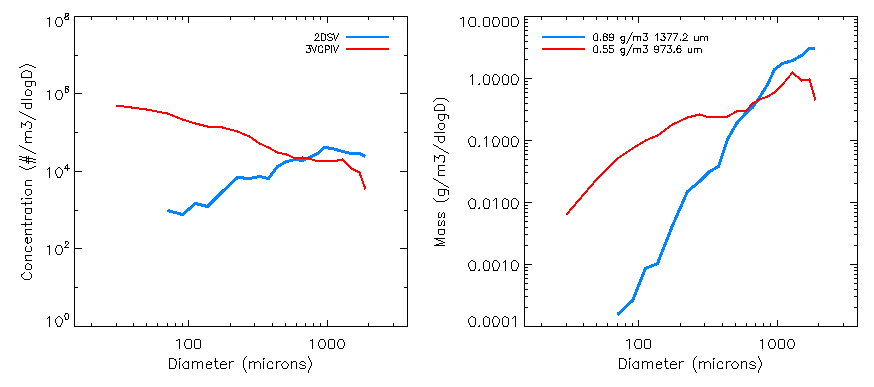 10^8
10^6
10^4
10^2
10^0
Concentration (#/m3/dlogD)
2DSV
3VCPIV
100 1000
Diameter (microns)
10.0000
1.0000
0.1000
0.0100
0.0010
0.0001
Mass (g/m3/dlogD)
0.89 g/m3 1377.2 um
0.55 g/m3 973.6 um
100 1000
Diameter (microns)